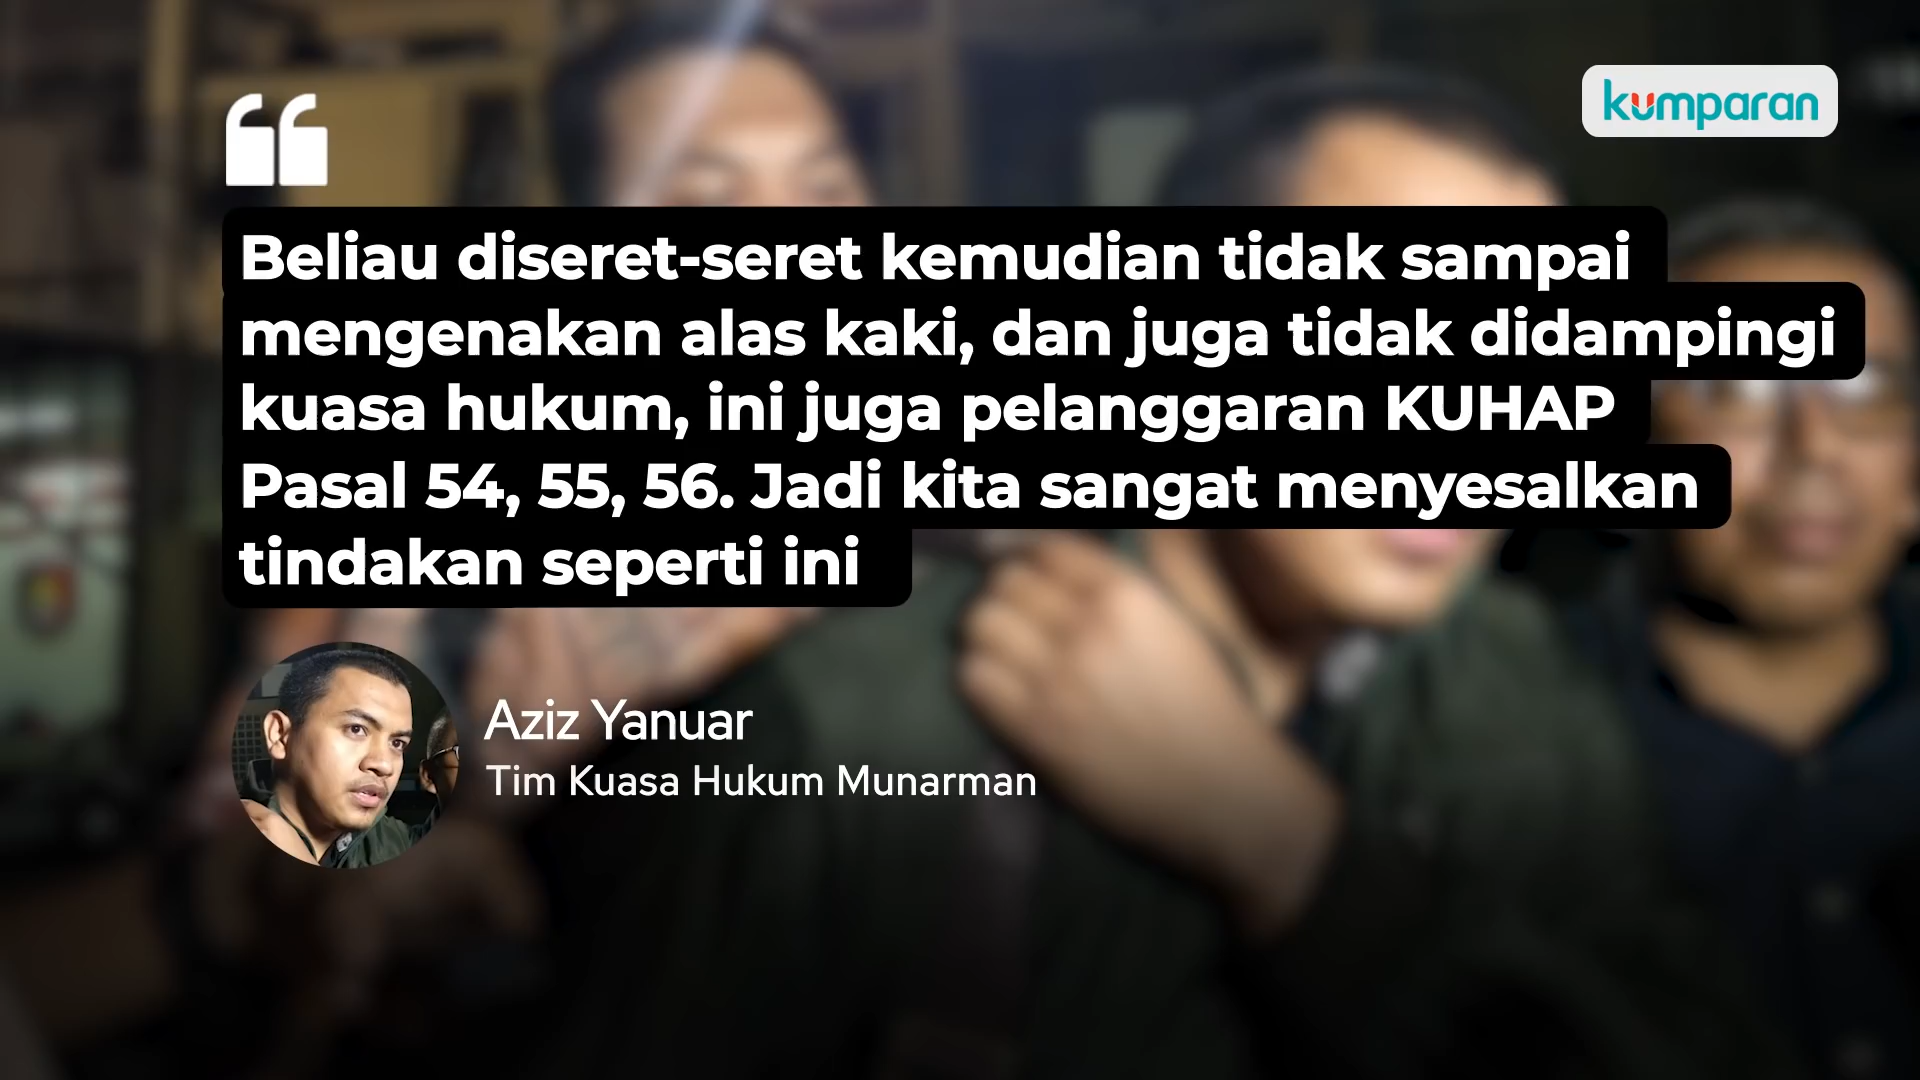 kumparan
Beliau diseret-seret kemudian tidak sampai
mengenakan alas kaki, dan juga tidak didampingi
kuasa hukum, ini juga pelanggaran KUHAP
Pasal 54, 55, 56. Jadi kita sangat menyesalkan
tindakan seperti ini
Aziz Yanuar
Tim Kuasa Hukum Munarman